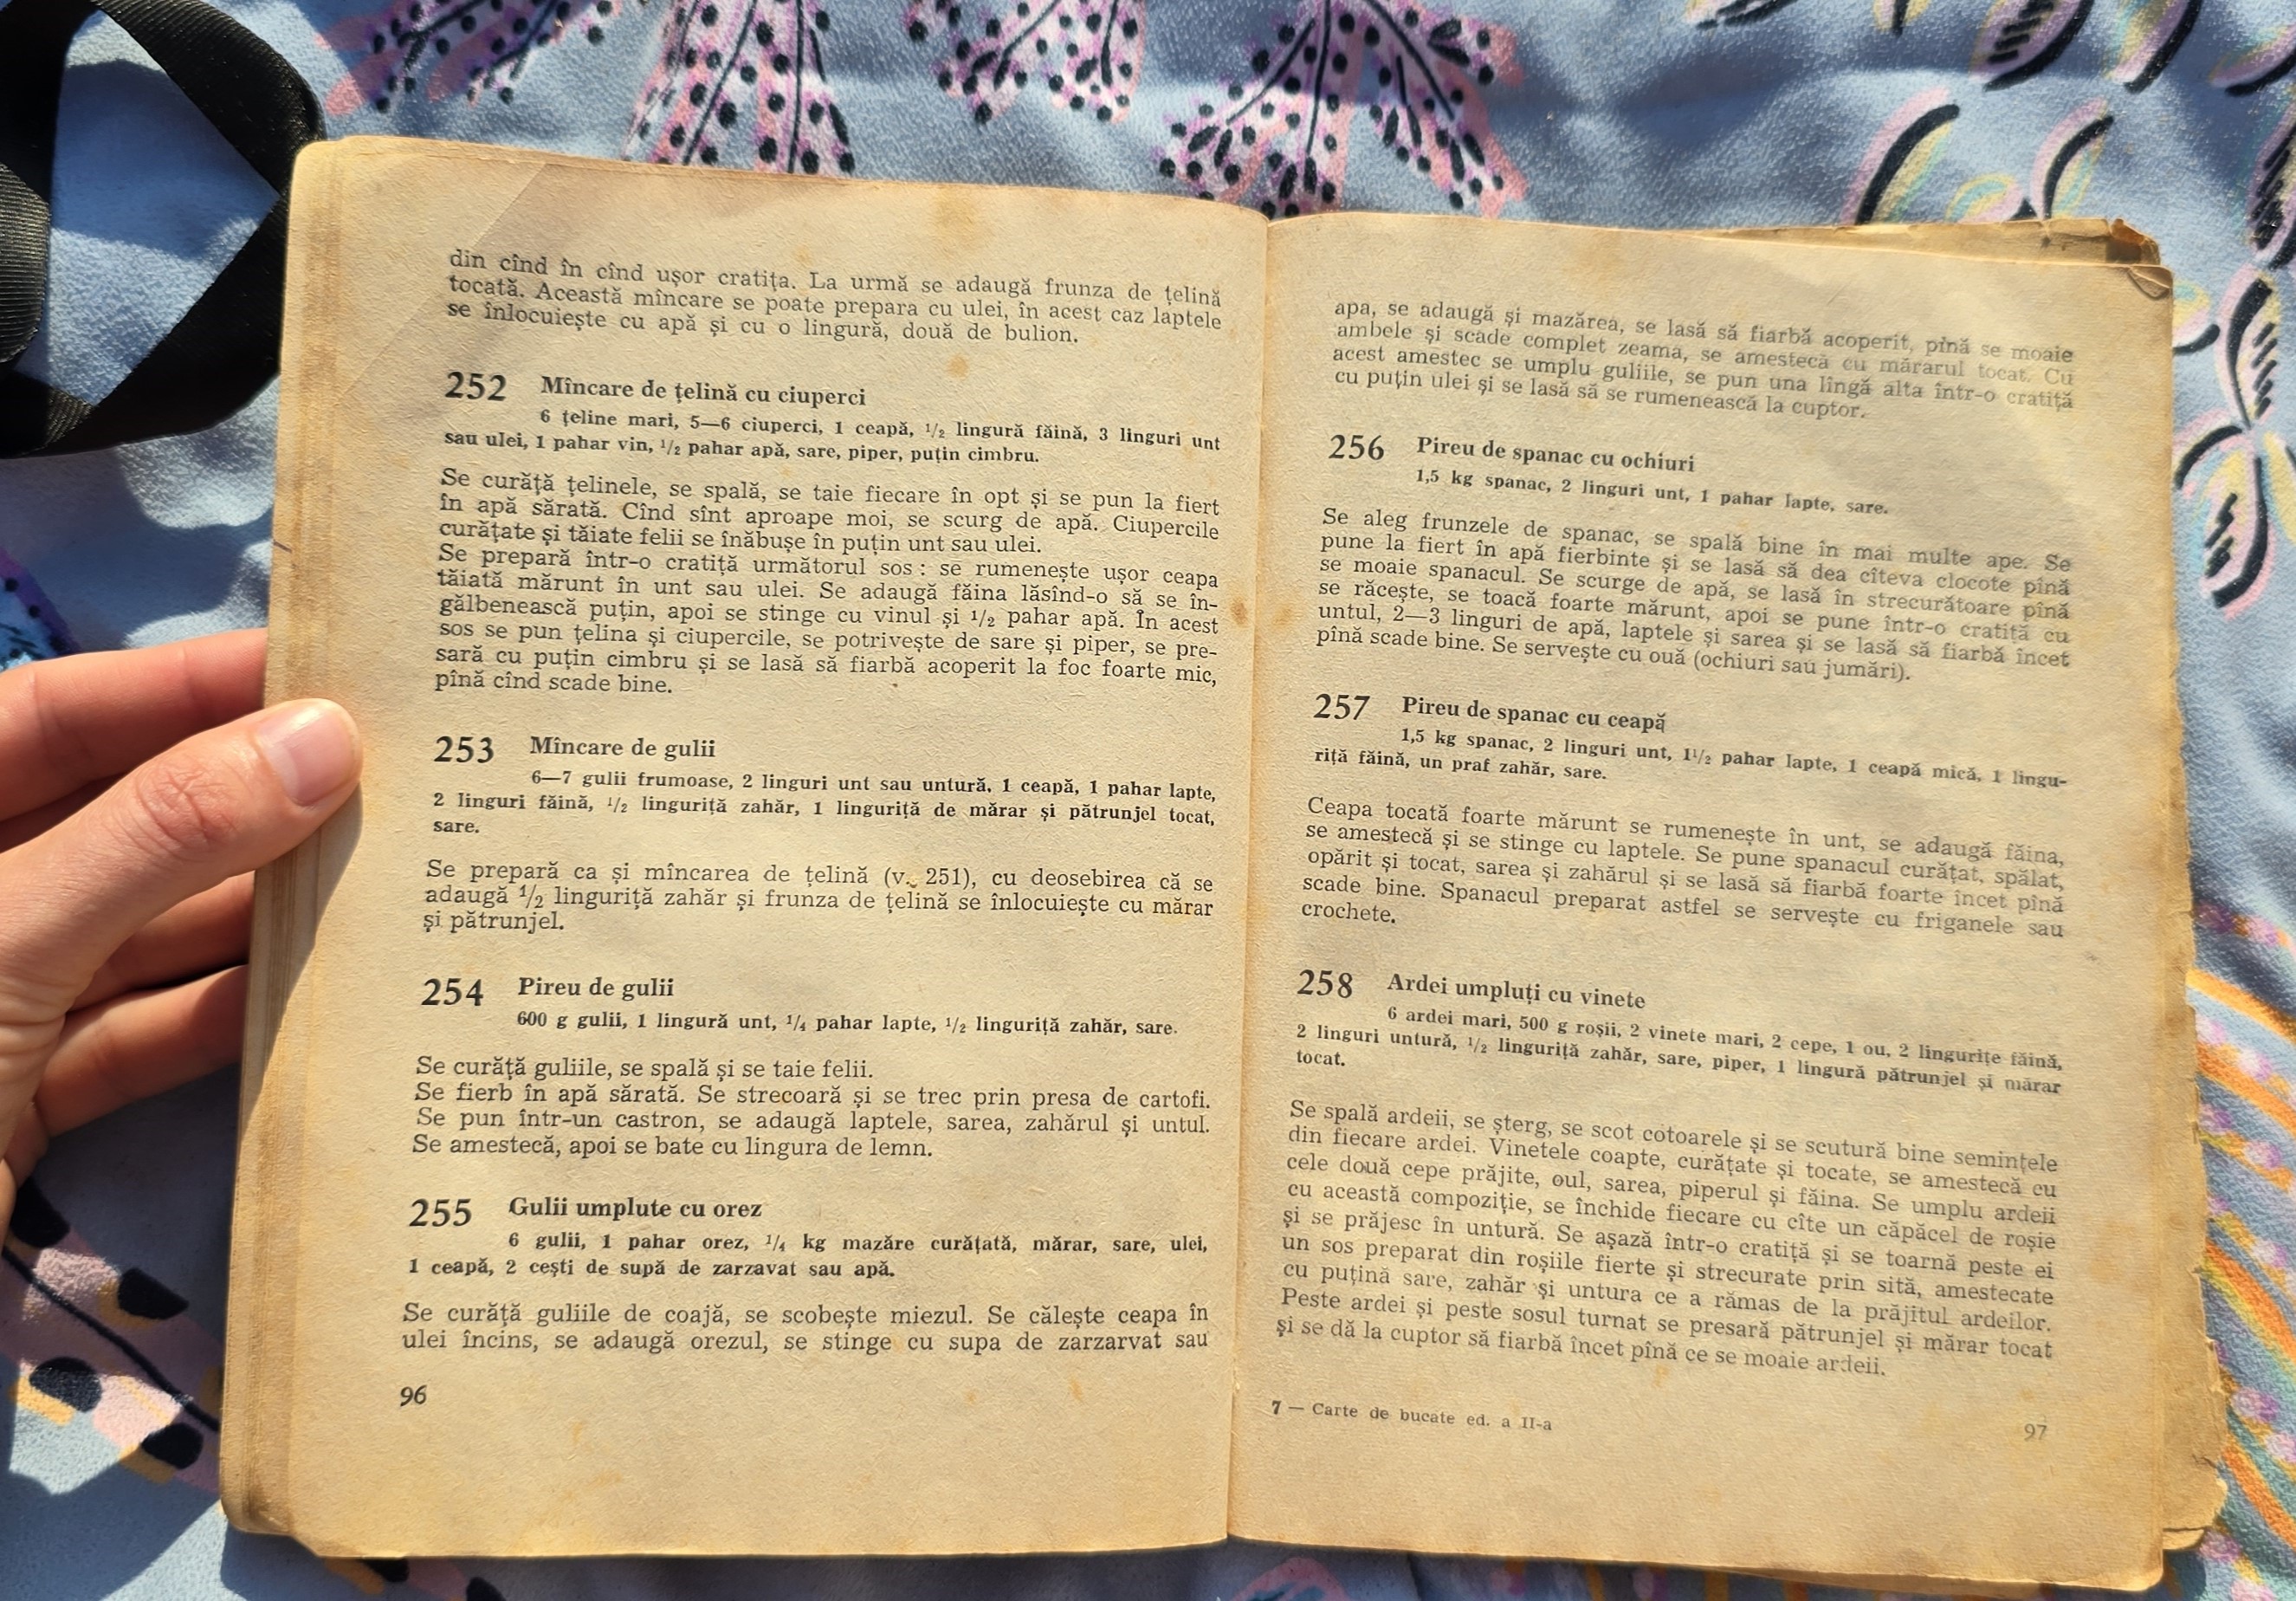 din cînd în cînd ușor cratița. La urmă se adaugă frunza de țelină
tocată. Această mîncare se poate prepara cu ulei, în acest caz laptele
se înlocuiește cu apă și cu o lingură, două de bulion.
252 Mîncare de țelină cu ciuperci
6 țeline mari, 5—6 ciuperci, 1 ceapă, 1/2 lingură făină, 3 linguri unt
sau ulei, 1 pahar vin, 1/2 pahar apă, sare, piper, puțin cimbru.
Se curăță țelinele, se spală, se taie fiecare în opt și se pun la fiert
în apă sărată. Cînd sînt aproape moi, se scurg de apă. Ciupercile
curățate și tăiate felii se înăbușe în puțin unt sau ulei.
Se prepară într-o cratiță următorul sos : se rumenește ușor ceapa
tăiată mărunt în unt sau ulei. Se adaugă făina lăsînd-o să se în-
gălbenească puțin, apoi se stinge cu vinul și 1/2 pahar apă. In acest
sos se pun țelina și ciupercile, se potrivește de sare și piper, se pre-
sară cu puțin cimbru și se lasă să fiarbă acoperit la foc foarte mic,
pînă cînd scade bine.
253 Mîncare de gulii
6—7 gulii frumoase, 2 linguri unt sau untură, 1 ceapă, 1 pahar lapte,
2 linguri făină, 1/2 linguriță zahăr, 1 linguriță de mărar și pătrunjel tocat,
sare.
Se prepară ca și mîncarea de țelină (v. 251), cu deosebirea că se
adaugă 1/2 linguriță zahăr și frunza de țelină se înlocuiește cu mărar
și pătrunjel.
254 Pireu de gulii
600 g gulii, 1 lingură unt, 1/4 pahar lapte, 1/2 linguriță zahăr, sare.
Se curăță guliile, se spală și se taie felii.
Se fierb în apă sărată. Se strecoară și se trec prin presa de cartofi.
Se pun într-un castron, se adaugă laptele, sarea, zahărul și untul.
Se amestecă, apoi se bate cu lingura de lemn.
255 Gulii umplute cu orez
6 gulii, 1 pahar orez, 1/4 kg mazăre curățată, mărar, sare, ulei,
1 ceapă, 2 cești de supă de zarzavat sau apă.
Se curăță guliile de coajă, se scobește miezul. Se călește ceapa în
ulei încins, se adaugă orezul, se stinge cu supa de zarzarvat sau
96
apa, se adaugă și mazărea, se lasă să fiarbă acoperit, pînă se moaie
ambele și scade complet zeama, se amestecă cu mărarul tocat. Cu
acest amestec se umplu guliile, se pun una lîngă alta într-o cratiță
cu puțin ulei și se lasă să se rumenească la cuptor.
256 Pireu de spanac cu ochiuri
1,5 kg spanac, 2 linguri unt, 1 pahar lapte, sare.
Se aleg frunzele de spanac, se spală bine în mai multe ape. Se
pune la fiert în apă fierbinte și se lasă să dea cîteva clocote pînă
se moaie spanacul. Se scurge de apă, se lasă în strecurătoare pînă
se răcește, se toacă foarte mărunt, apoi se pune într-o cratiță cu
untul, 2—3 linguri de apă, laptele și sarea și se lasă să fiarbă încet
pînă scade bine. Se servește cu ouă (ochiuri sau jumări).
257 Pireu de spanac cu ceapă
1,5 kg spanac, 2 linguri unt, 1 1/2 pahar lapte, 1 ceapă mică, 1 lingu-
riță făină, un praf zahăr, sare.
Ceapa tocată foarte mărunt se rumenește în unt, se adaugă făina,
se amestecă și se stinge cu laptele. Se pune spanacul curățat, spălat,
opărit și tocat, sarea și zahărul și se lasă să fiarbă foarte încet pînă
scade bine. Spanacul preparat astfel se servește cu friganele sau
crochete.
258 Ardei umpluți cu vinete
6 ardei mari, 500 g roșii, 2 vinete mari, 2 cepe, 1 ou, 2 lingurițe făină,
2 linguri untură, 1/2 linguriță zahăr, sare, piper, 1 lingură pătrunjel și mărar
tocat.
Se spală ardeii, se șterg, se scot cotoarele și se scutură bine semințele
din fiecare ardei. Vinetele coapte, curățate și tocate, se amestecă cu
cele două cepe prăjite, oul, sarea, piperul și făina. Se umplu ardeii
cu această compoziție, se închide fiecare cu cîte un căpăcel de roșie
și se prăjesc în untură. Se așază într-o cratiță și se toarnă peste ei
un sos preparat din roșiile fierte și strecurate prin sită, amestecate
cu puțină sare, zahăr și untura ce a rămas de la prăjitul ardeilor.
Peste ardei și peste sosul turnat se presară pătrunjel și mărar tocat
și se dă la cuptor să fiarbă încet pînă ce se moaie ardeii.
7 — Carte de bucate ed. a II-a
97